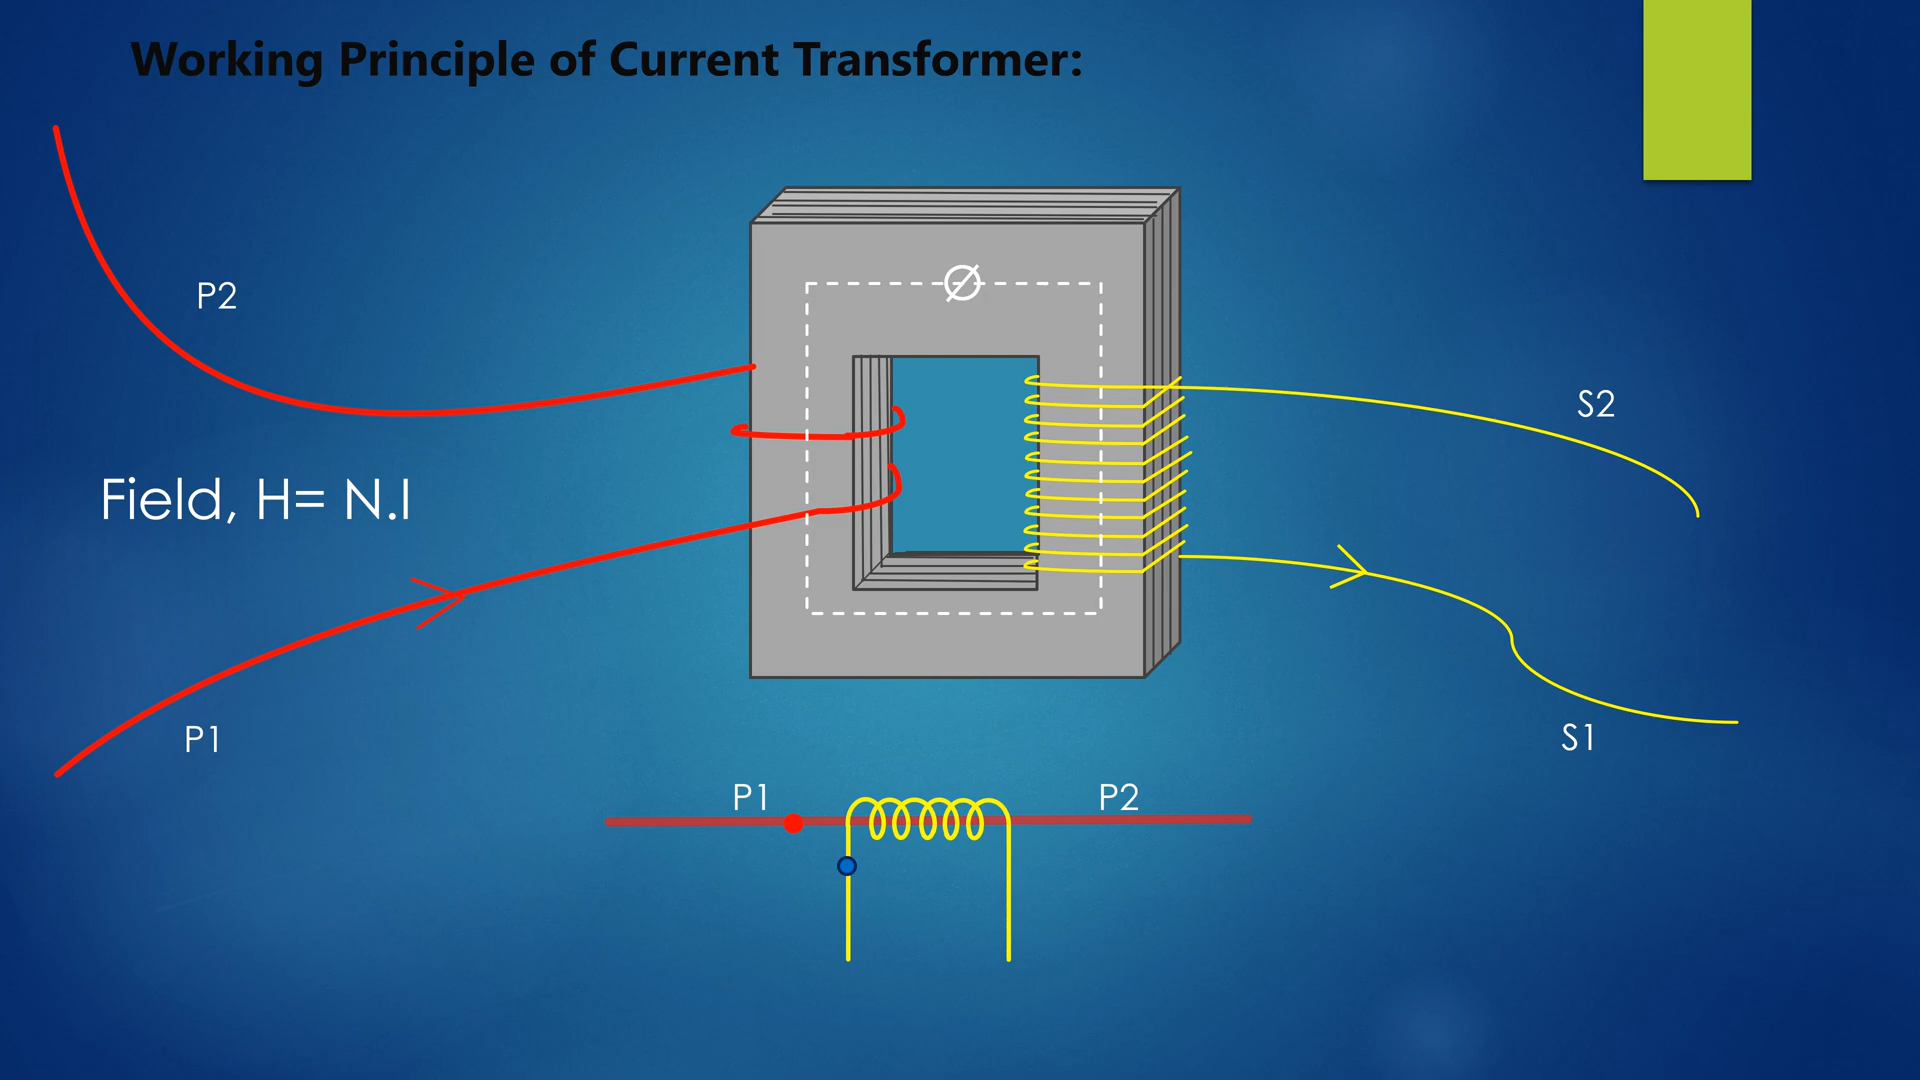 Working Principle of Current Transformer:
Ø
P2
S2
Field, H= N.I
P1
S1
P1
P2